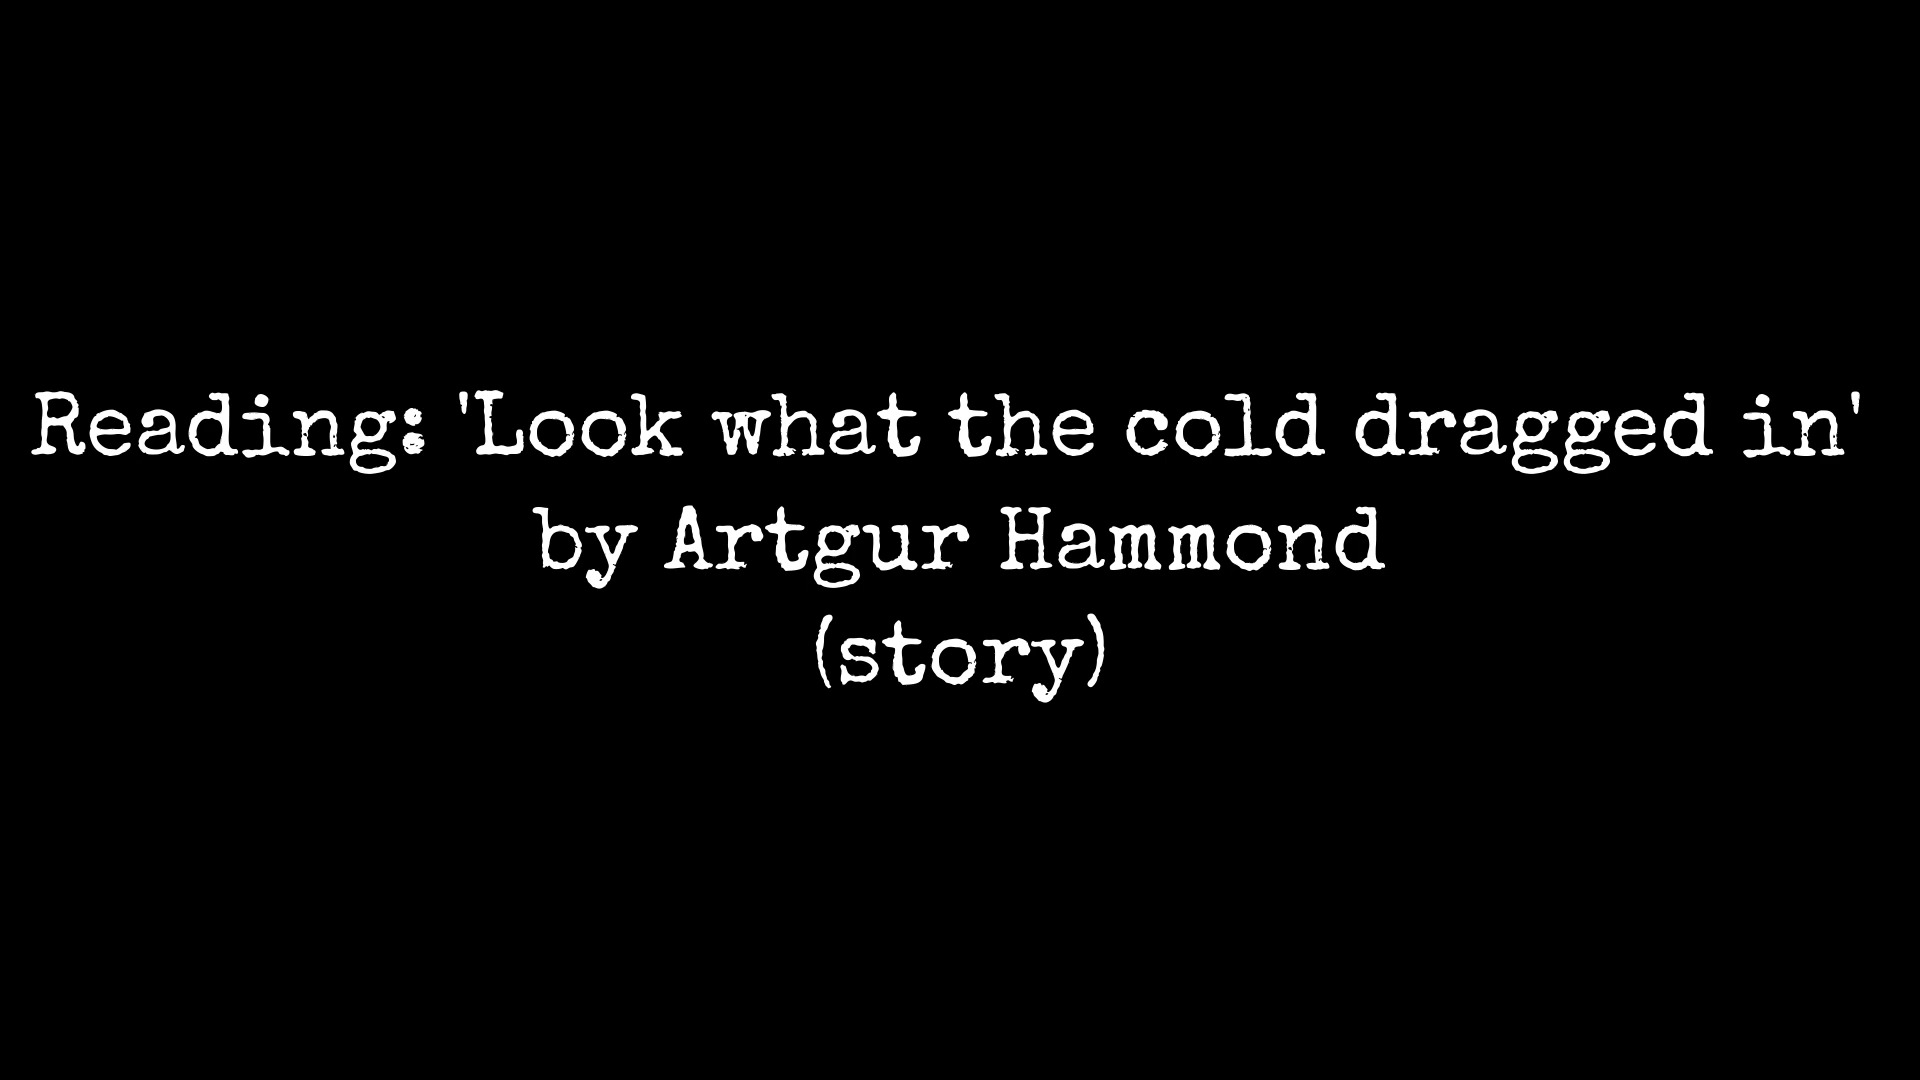 Reading: 'Look what the cold dragged in'
by Artgur Hammond
(story)